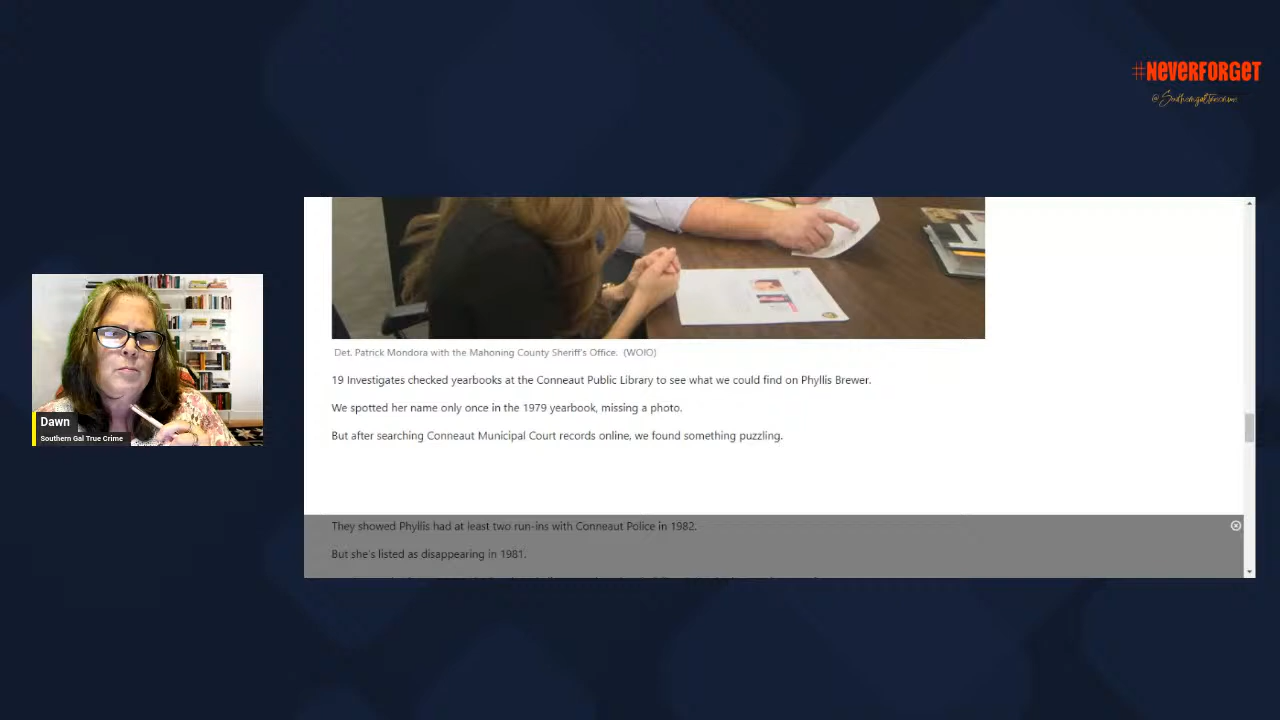 #NEVERFORGET
@Southerngaltruecrime
Det. Patrick Mondora with the Mahoning County Sheriff's Office. (WOIO)
19 Investigates checked yearbooks at the Conneaut Public Library to see what we could find on Phyllis Brewer.
We spotted her name only once in the 1979 yearbook, missing a photo.
But after searching Conneaut Municipal Court records online, we found something puzzling.
Dawn
Southern Gal True Crime
They showed Phyllis had at least two run-ins with Conneaut Police in 1982.
But she's listed as disappearing in 1981.